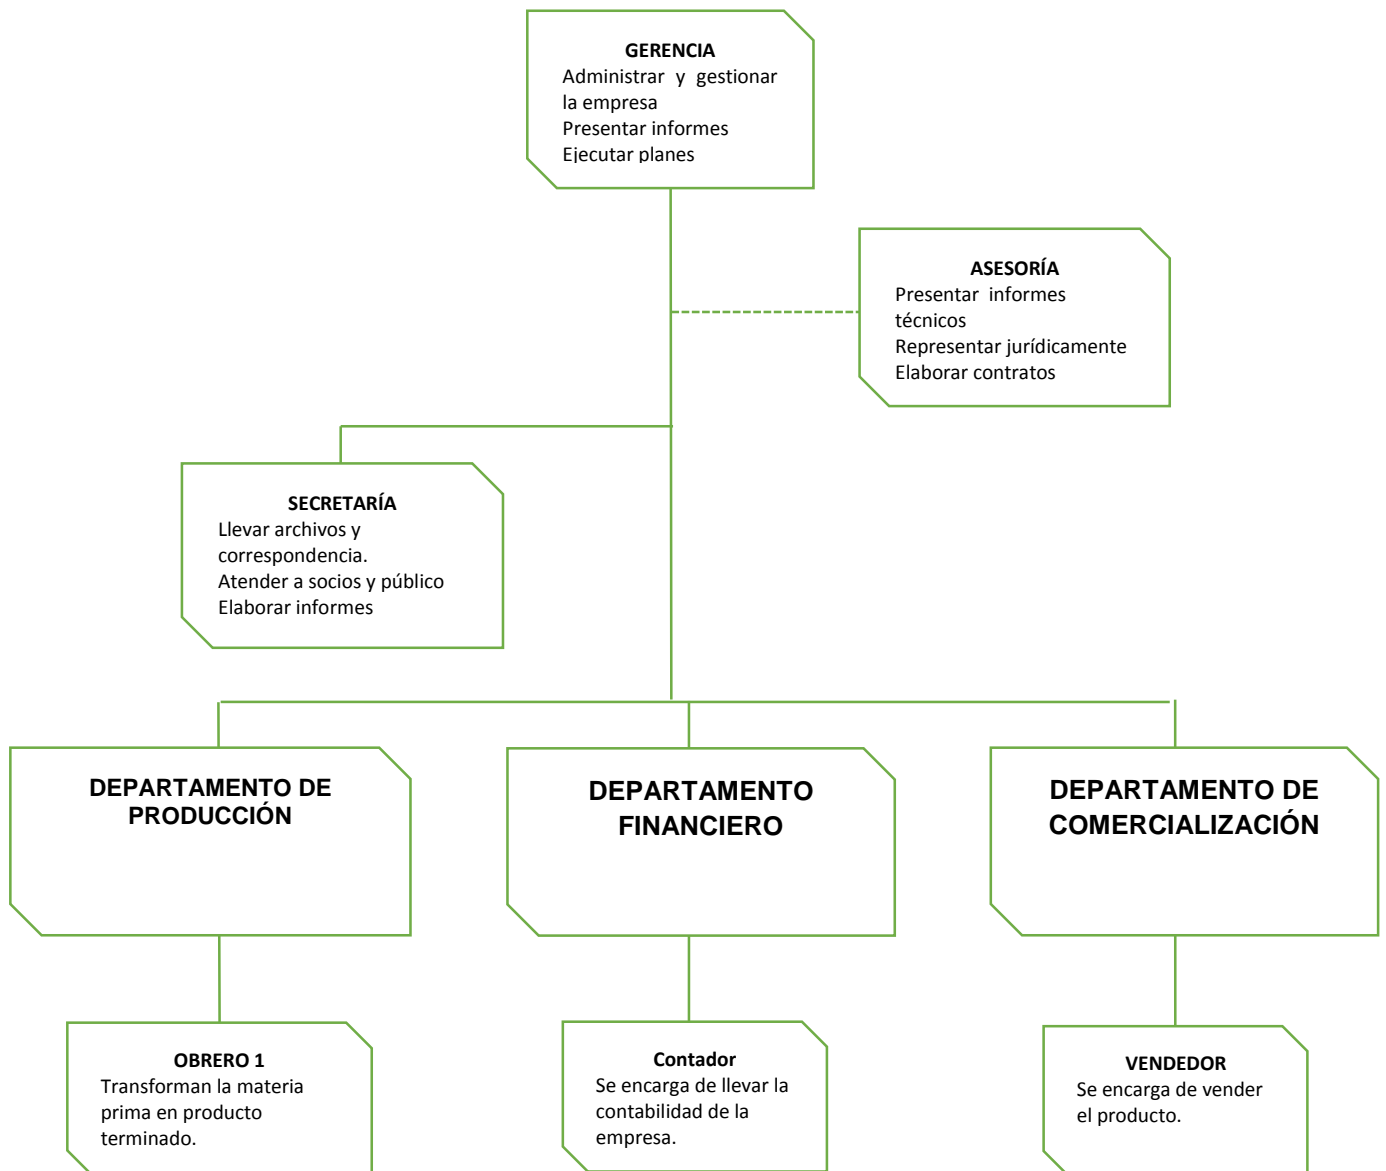 GERENCIA
Administrar y gestionar
la empresa
Presentar informes
Ejecutar planes
ASESORÍA
Presentar informes
técnicos
Representar jurídicamente
Elaborar contratos
SECRETARÍA
Llevar archivos y
correspondencia.
Atender a socios y público
Elaborar informes
DEPARTAMENTO DE
PRODUCCIÓN
DEPARTAMENTO
FINANCIERO
DEPARTAMENTO DE
COMERCIALIZACIÓN
OBRERO 1
Transforman la materia
prima en producto
terminado.
Contador
Se encarga de llevar la
contabilidad de la
empresa.
VENDEDOR
Se encarga de vender
el producto.